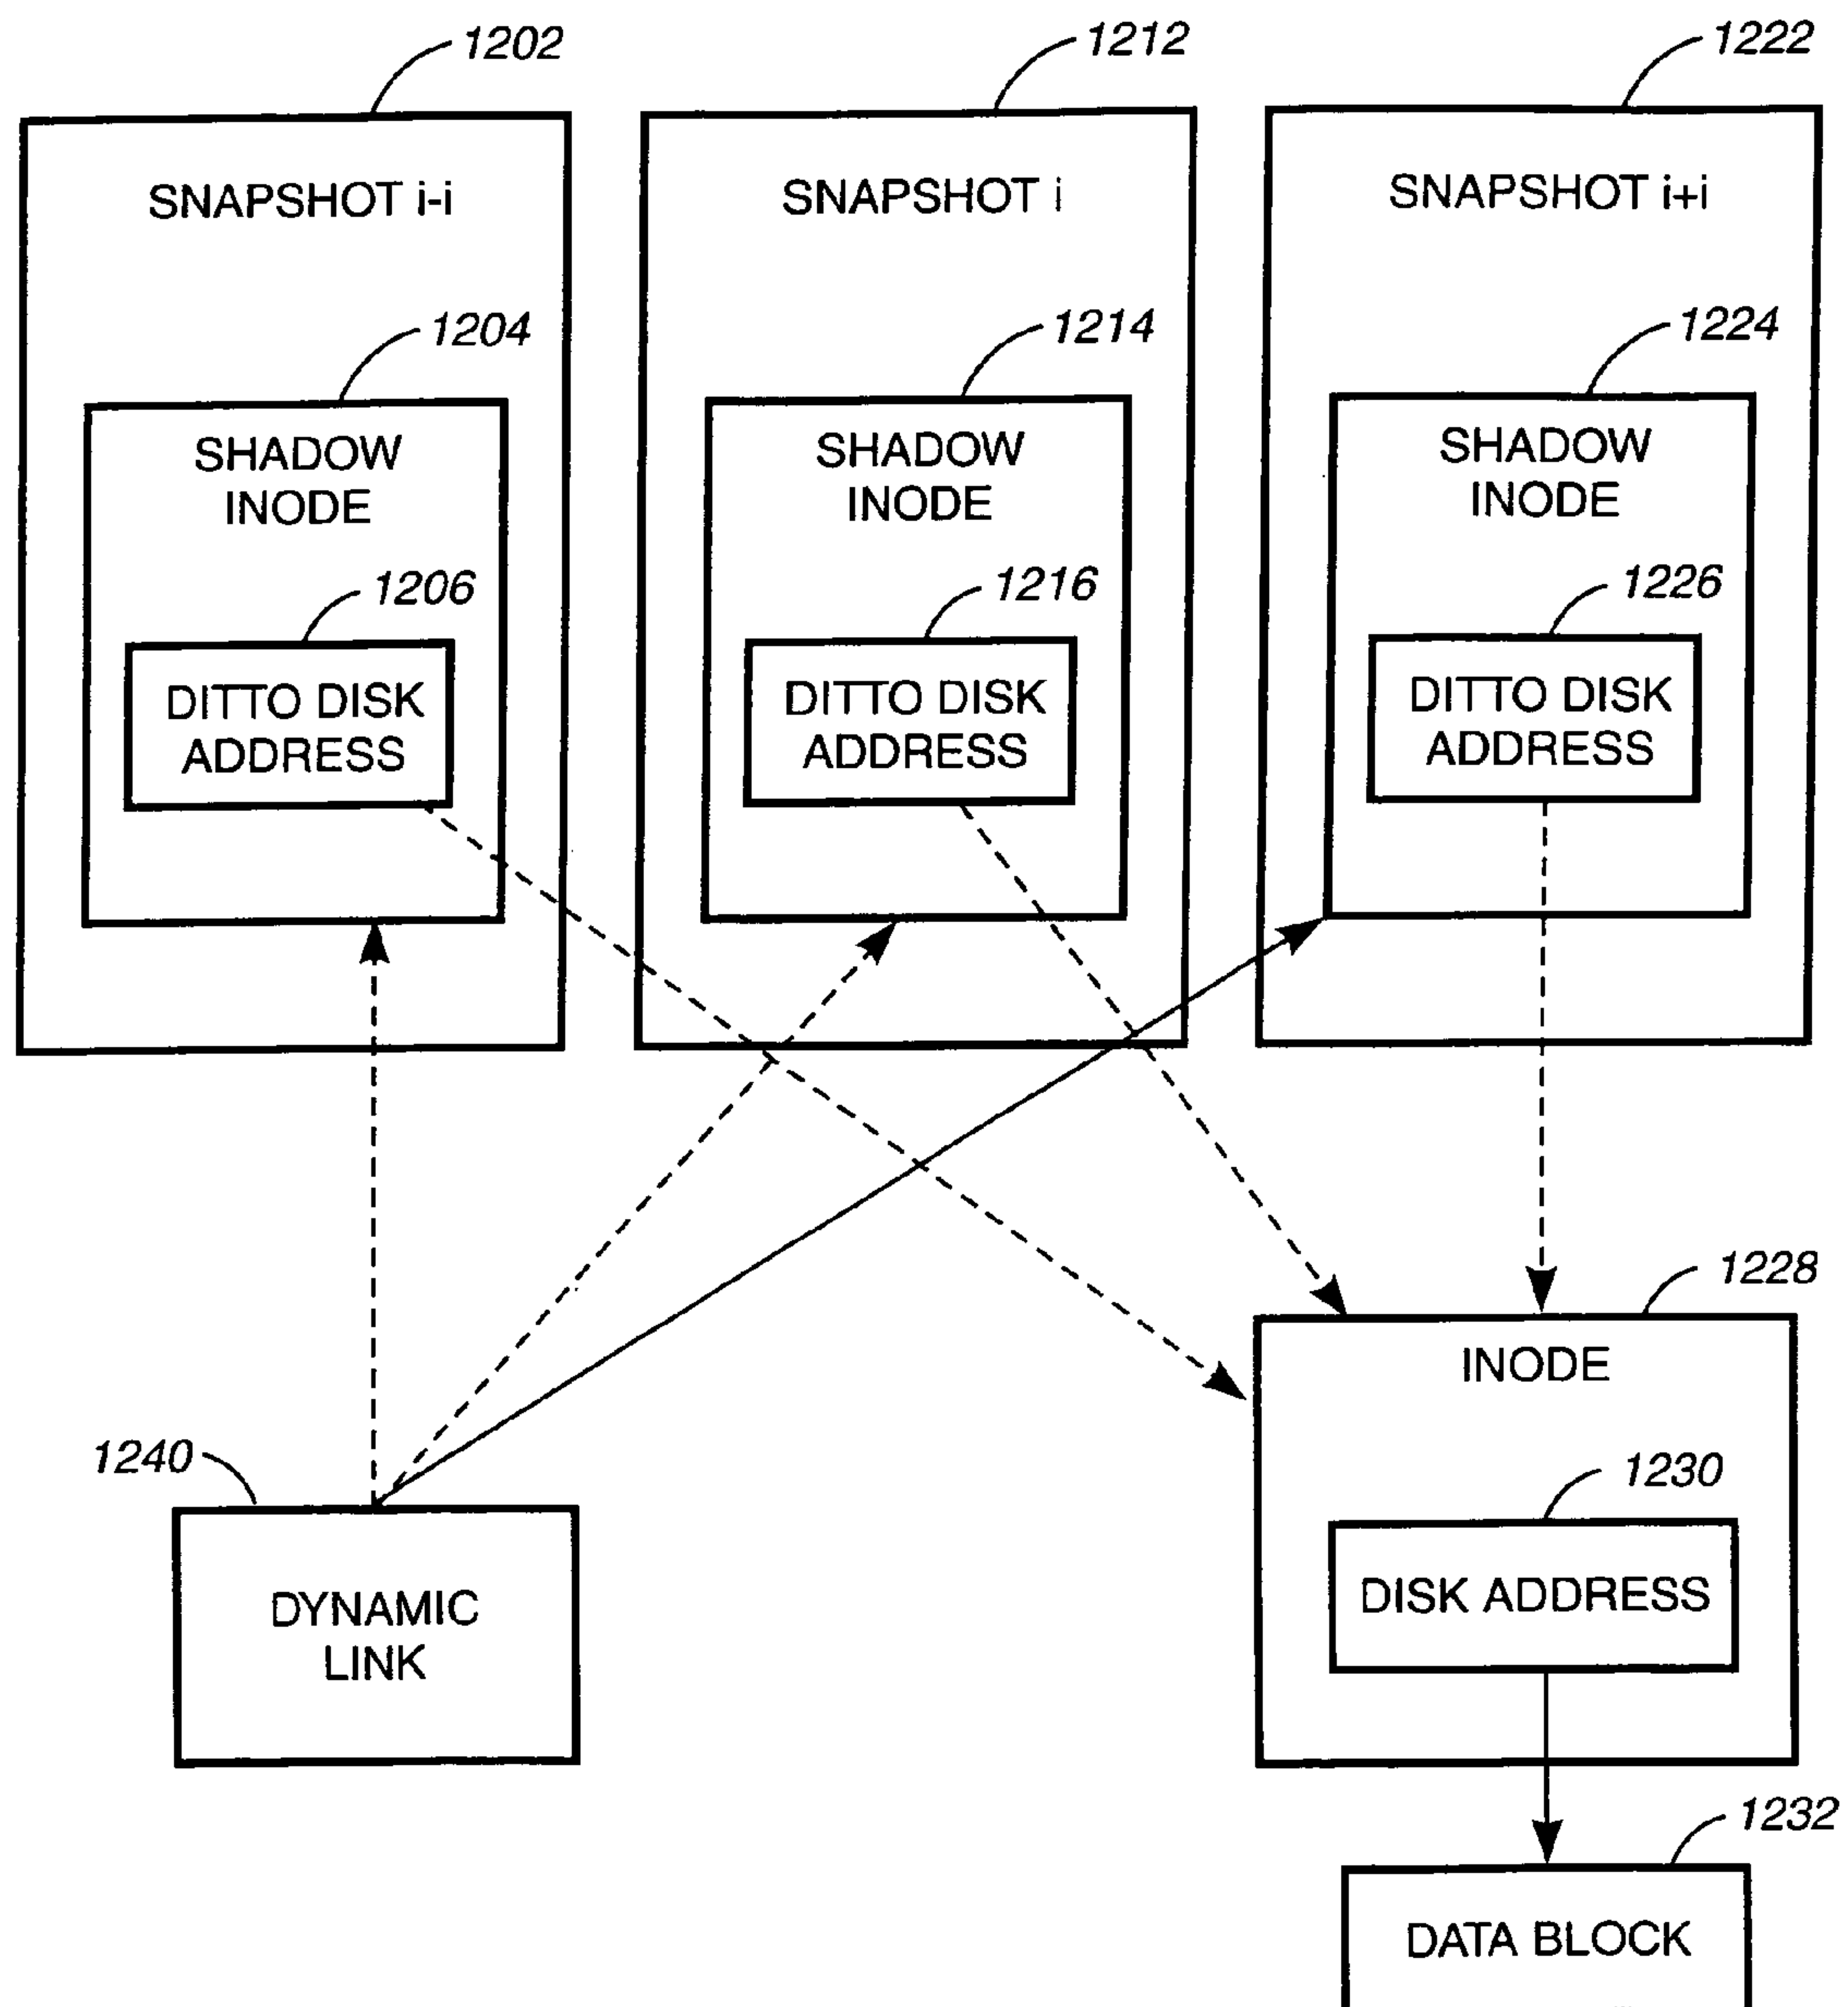 1202
1212
1222
SNAPSHOT i-i
SNAPSHOT i
SNAPSHOT i+i
1204
1214
1224
SHADOW
INODE
SHADOW
INODE
SHADOW
INODE
1206
1216
1226
DITTO DISK
ADDRESS
DITTO DISK
ADDRESS
DITTO DISK
ADDRESS
1228
INODE
1240
1230
DISK ADDRESS
DYNAMIC
LINK
1232
DATA BLOCK